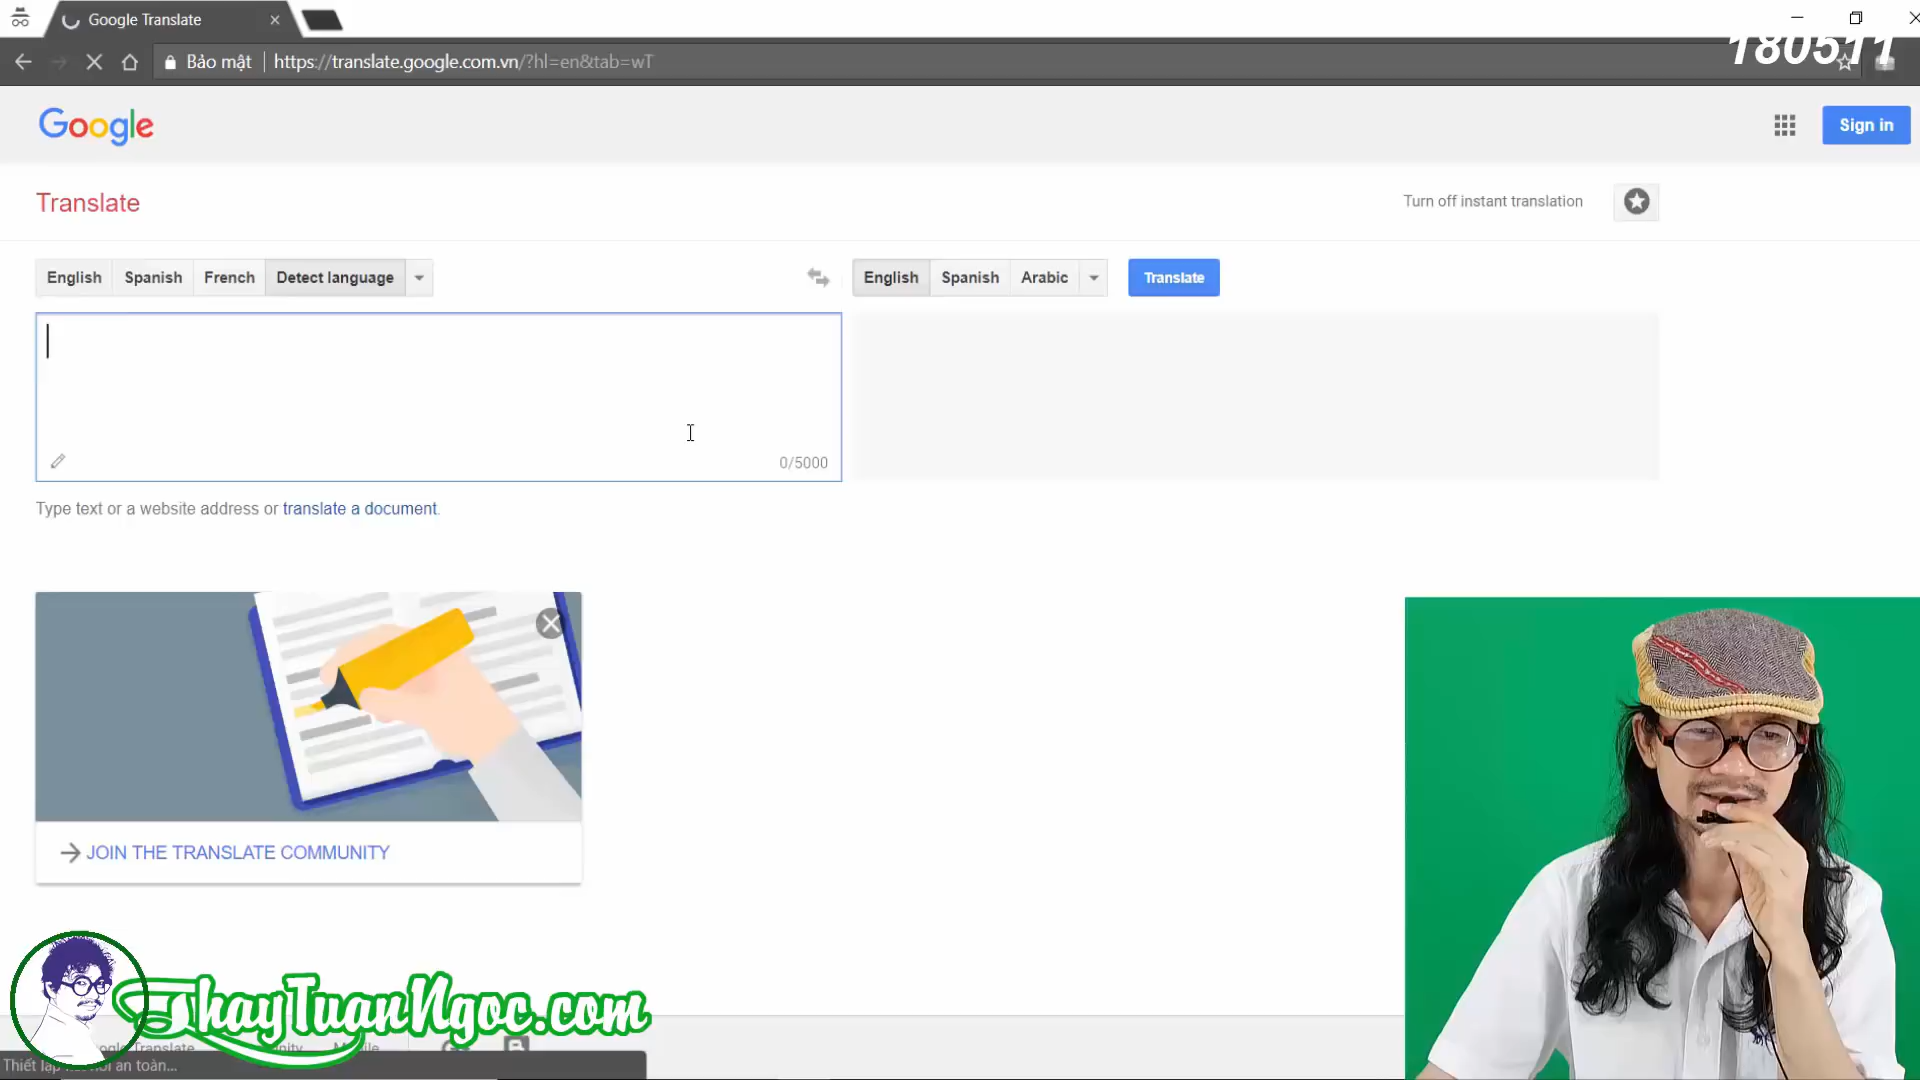 Google Translate
180511
Bảo mật
https://translate.google.com.vn/?hl=en&tab=wT
Google
Sign in
Translate
Turn off instant translation
English Spanish French Detect language
English Spanish Arabic
Translate
0/5000
Type text or a website address or translate a document.
JOIN THE TRANSLATE COMMUNITY
ThayTuanNgoc.com
Translate